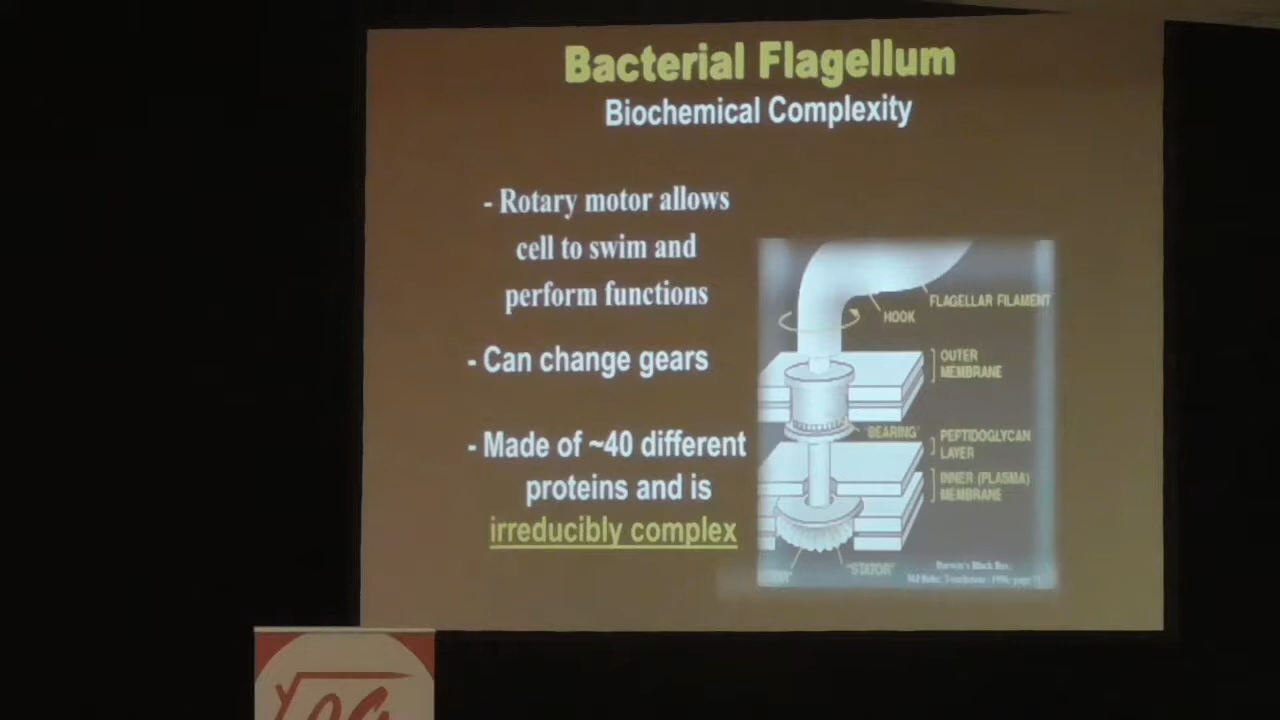 Bacterial Flagellum
Biochemical Complexity
- Rotary motor allows
cell to swim and
perform functions
- Can change gears
- Made of ~40 different
proteins and is
irreducibly complex
FLAGELLAR FILAMENT
HOOK
OUTER
MEMBRANE
"BEARING"
PEPTIDOGLYCAN
LAYER
INNER (PLASMA)
MEMBRANE
"STATOR"
Darwin's Black Box,